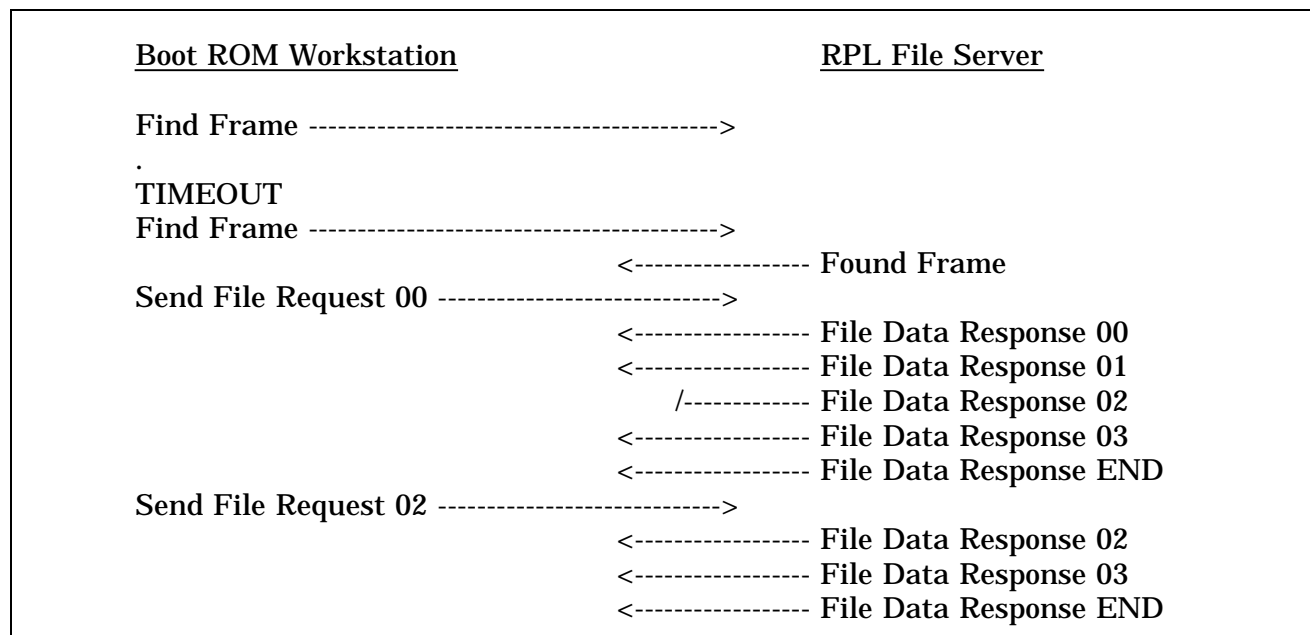 Boot ROM Workstation RPL File Server
Find Frame ------------------------------------------>
.
TIMEOUT
Find Frame ------------------------------------------>
<------------------ Found Frame
Send File Request 00 ----------------------------->
<------------------ File Data Response 00
<------------------ File Data Response 01
/------------- File Data Response 02
<------------------ File Data Response 03
<------------------ File Data Response END
Send File Request 02 ----------------------------->
<------------------ File Data Response 02
<------------------ File Data Response 03
<------------------ File Data Response END